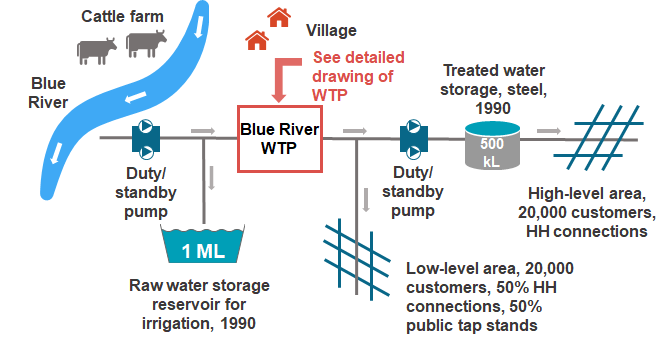 Cattle farm
Village
Blue
River
See detailed
drawing of
WTP
Treated water
storage, steel,
1990
Blue River
WTP
500
kL
Duty/
standby
pump
Duty/
standby
pump
High-level area,
20,000 customers,
HH connections
1 ML
Raw water storage
reservoir for
irrigation, 1990
Low-level area, 20,000
customers, 50% HH
connections, 50%
public tap stands